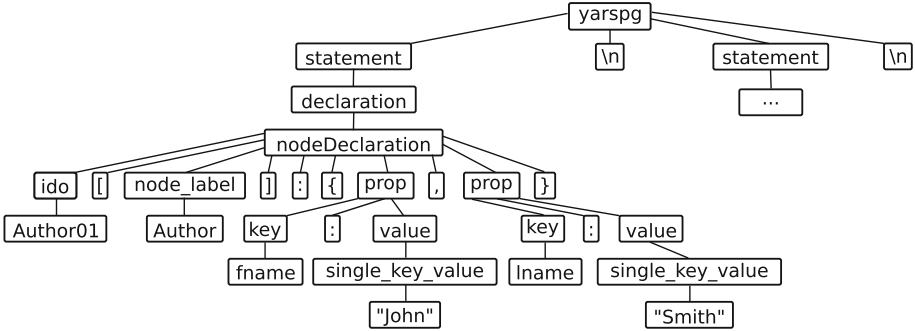 yarspg
statement \n statement \n
declaration ...
nodeDeclaration
ido [ node_label ] : { prop , prop }
Author01 Author key : value key : value
fname single_key_value lname single_key_value
"John" "Smith"